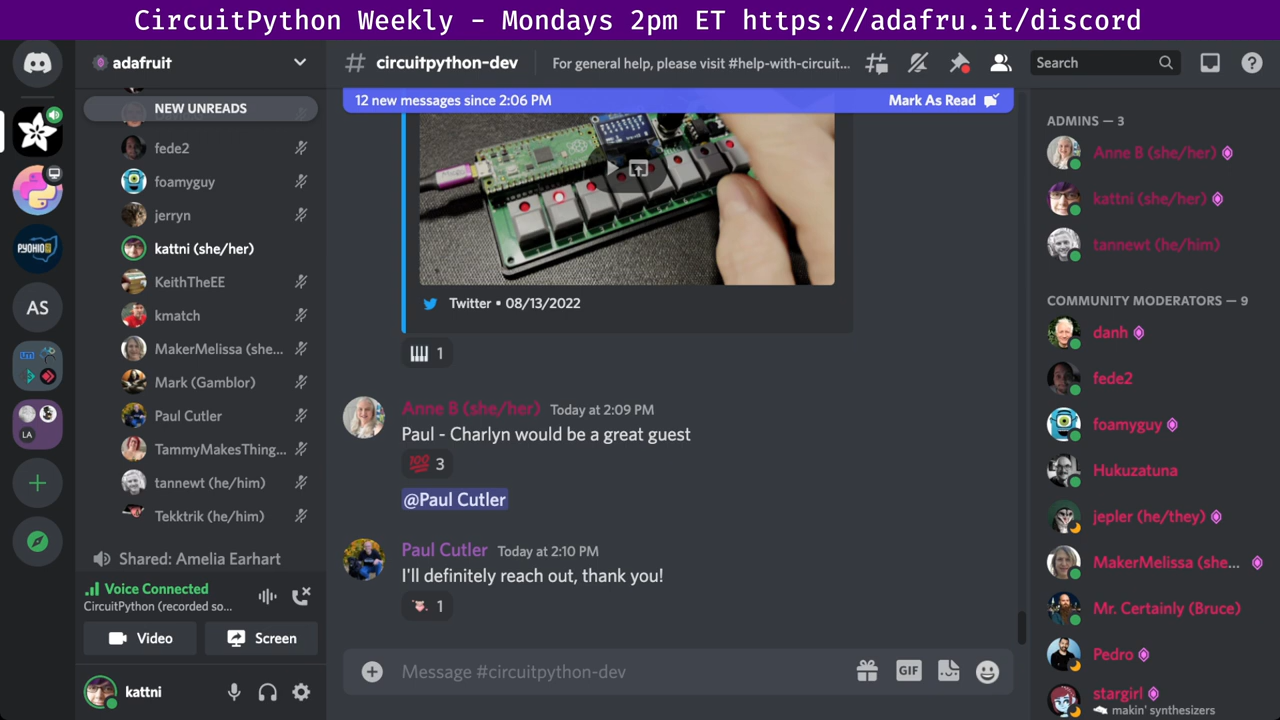 CircuitPython Weekly - Mondays 2pm ET https://adafru.it/discord
adafruit
NEW UNREADS
fede2
foamyguy
jerryn
kattni (she/her)
KeithTheEE
kmatch
MakerMelissa (she...
Mark (Gamblor)
Paul Cutler
TammyMakesThing...
tannewt (he/him)
Tekktrik (he/him)
Shared: Amelia Earhart
Voice Connected
CircuitPython (recorded so...
Video
Screen
kattni
PYOHIO
AS
LA
circuitpython-dev
For general help, please visit #help-with-circuit...
Search
12 new messages since 2:06 PM
Mark As Read
Twitter • 08/13/2022
1
Anne B (she/her) Today at 2:09 PM
Paul - Charlyn would be a great guest
3
@Paul Cutler
Paul Cutler Today at 2:10 PM
I'll definitely reach out, thank you!
1
Message #circuitpython-dev
GIF
ADMINS — 3
Anne B (she/her)
kattni (she/her)
tannewt (he/him)
COMMUNITY MODERATORS — 9
danh
fede2
foamyguy
Hukuzatuna
jepler (he/they)
MakerMelissa (she...
Mr. Certainly (Bruce)
Pedro
stargirl
makin' synthesizers